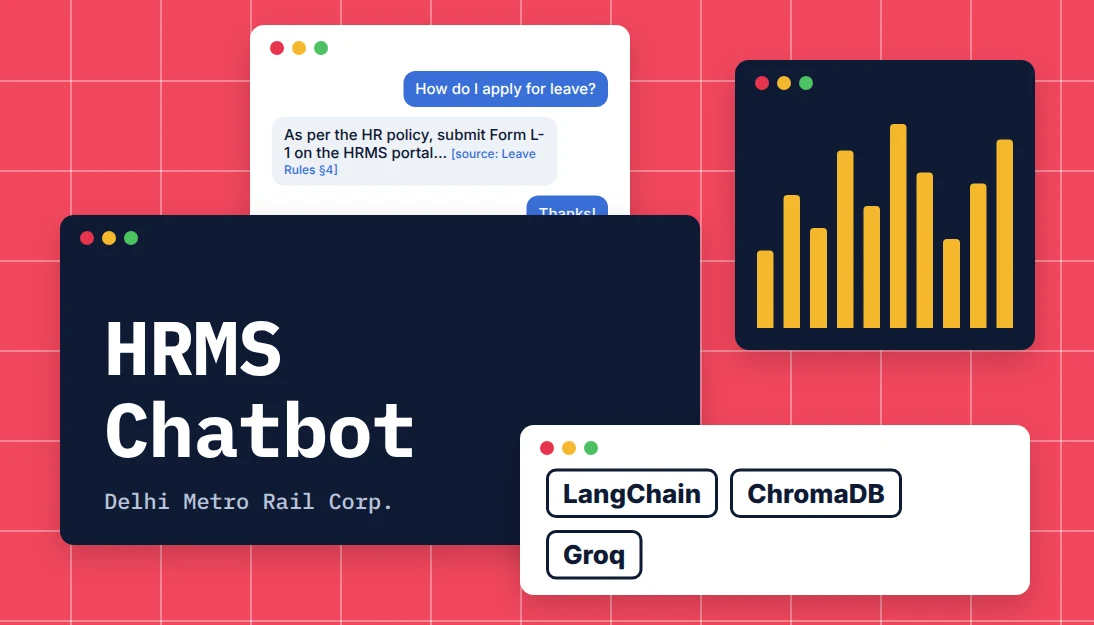 How do I apply for leave?
As per the HR policy, submit Form L-
1 on the HRMS portal... [source: Leave
Rules §4]
Thanks!
HRMS
Chatbot
Delhi Metro Rail Corp.
LangChain
ChromaDB
Groq